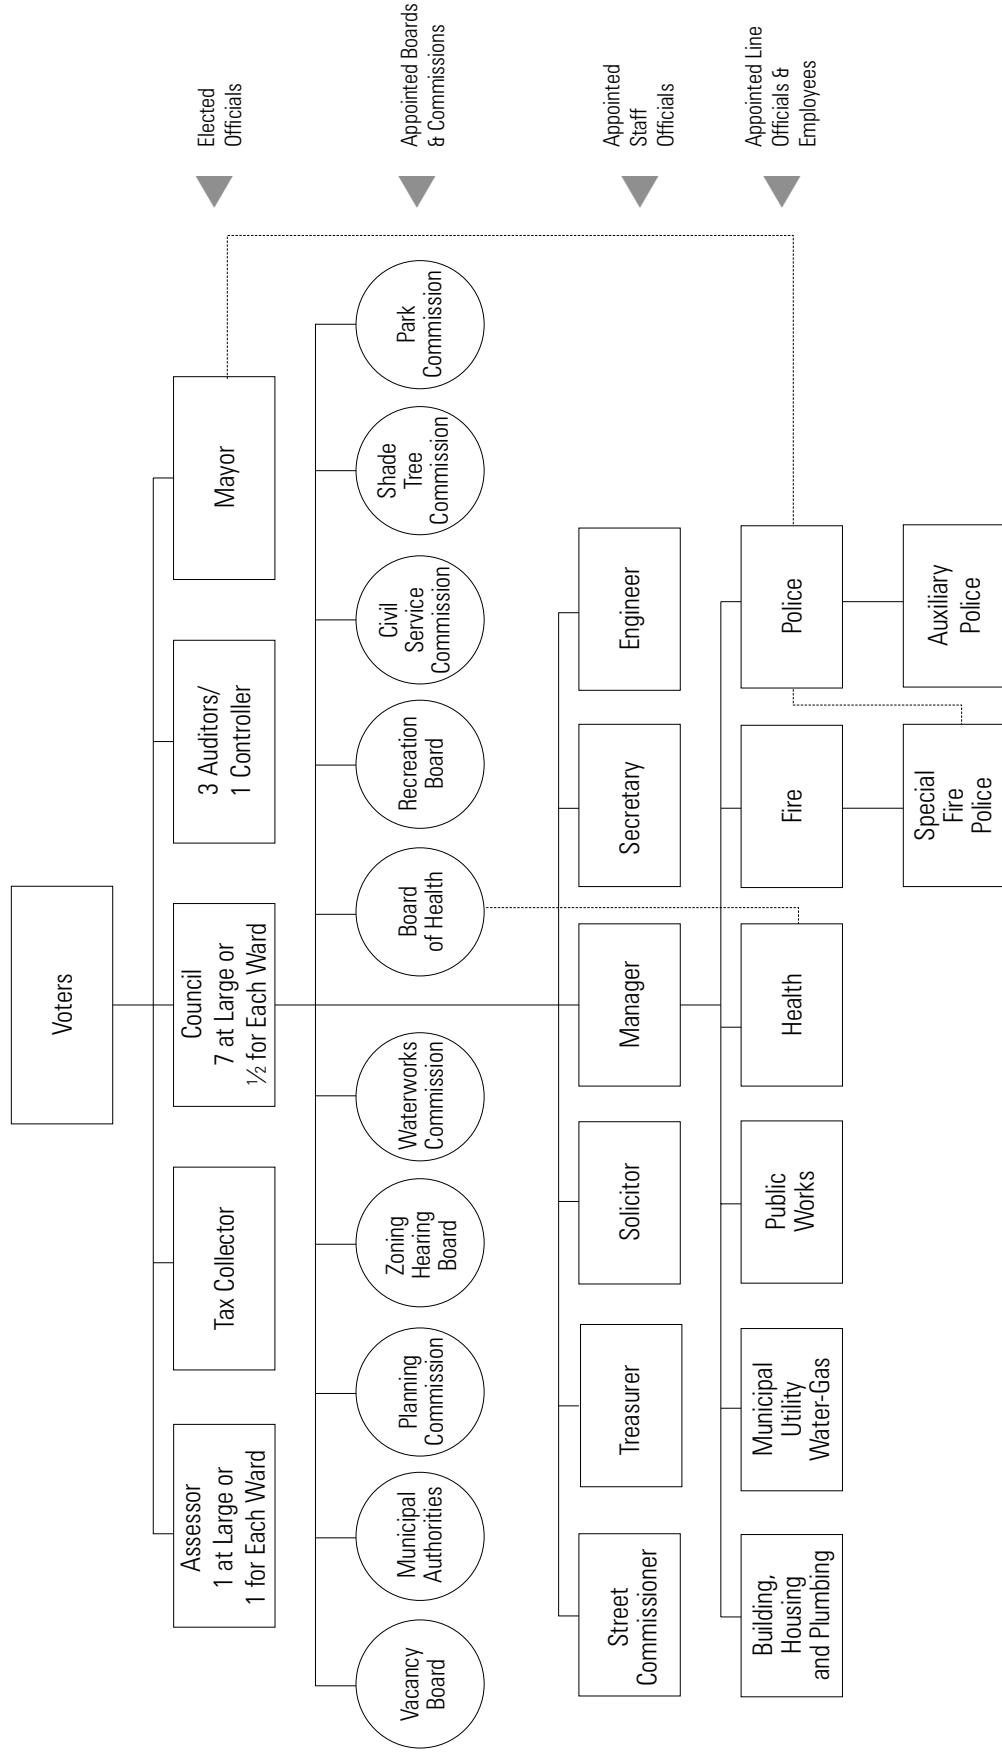 Voters
Assessor
1 at Large or
1 for Each Ward
Tax Collector
Council
7 at Large or
½ for Each Ward
3 Auditors/
1 Controller
Mayor
Elected
Officials
Vacancy
Board
Municipal
Authorities
Planning
Commission
Zoning
Hearing
Board
Waterworks
Commission
Board
of Health
Recreation
Board
Civil
Service
Commission
Shade
Tree
Commission
Park
Commission
Appointed Boards
& Commissions
Street
Commissioner
Treasurer
Solicitor
Manager
Secretary
Engineer
Appointed
Staff
Officials
Building,
Housing
and Plumbing
Municipal
Utility
Water-Gas
Public
Works
Health
Fire
Police
Appointed Line
Officials &
Employees
Special
Fire
Police
Auxiliary
Police